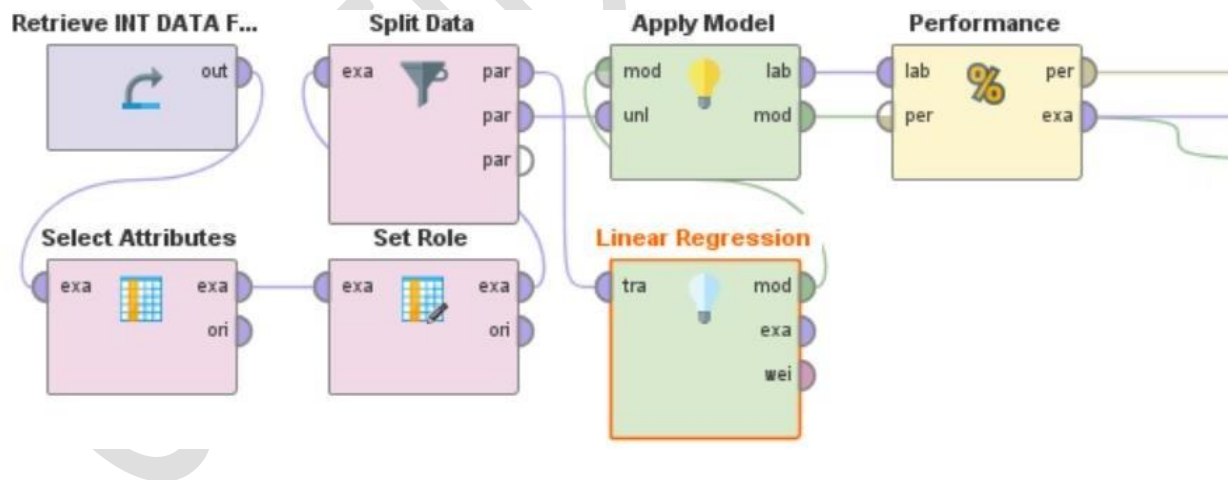 Retrieve INT DATA F...
out
Split Data
exa
par
par
par
Apply Model
mod
lab
unl
mod
Performance
%
lab
per
per
exa
Select Attributes
exa
exa
ori
Set Role
exa
exa
ori
Linear Regression
tra
mod
exa
wei